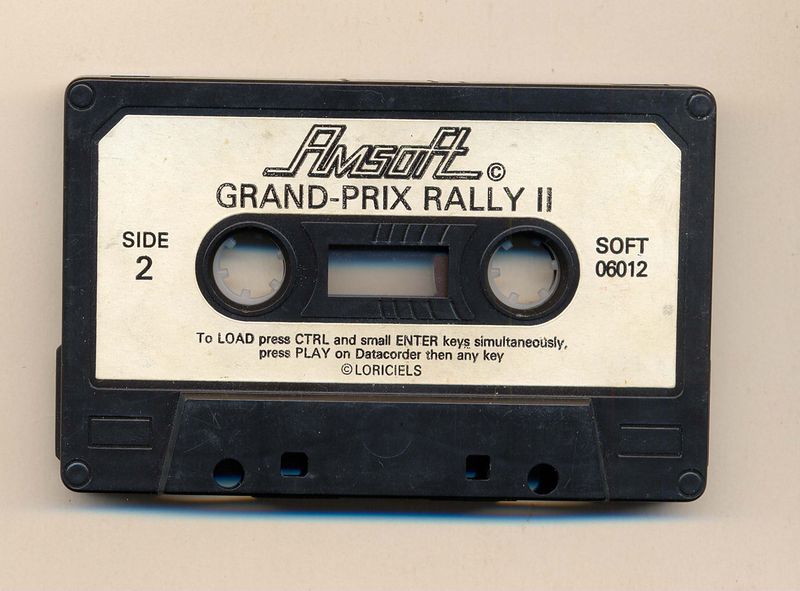 Amsoft ©
GRAND-PRIX RALLY II
SIDE
2
SOFT
06012
To LOAD press CTRL and small ENTER keys simultaneously,
press PLAY on Datacorder then any key
© LORICIELS